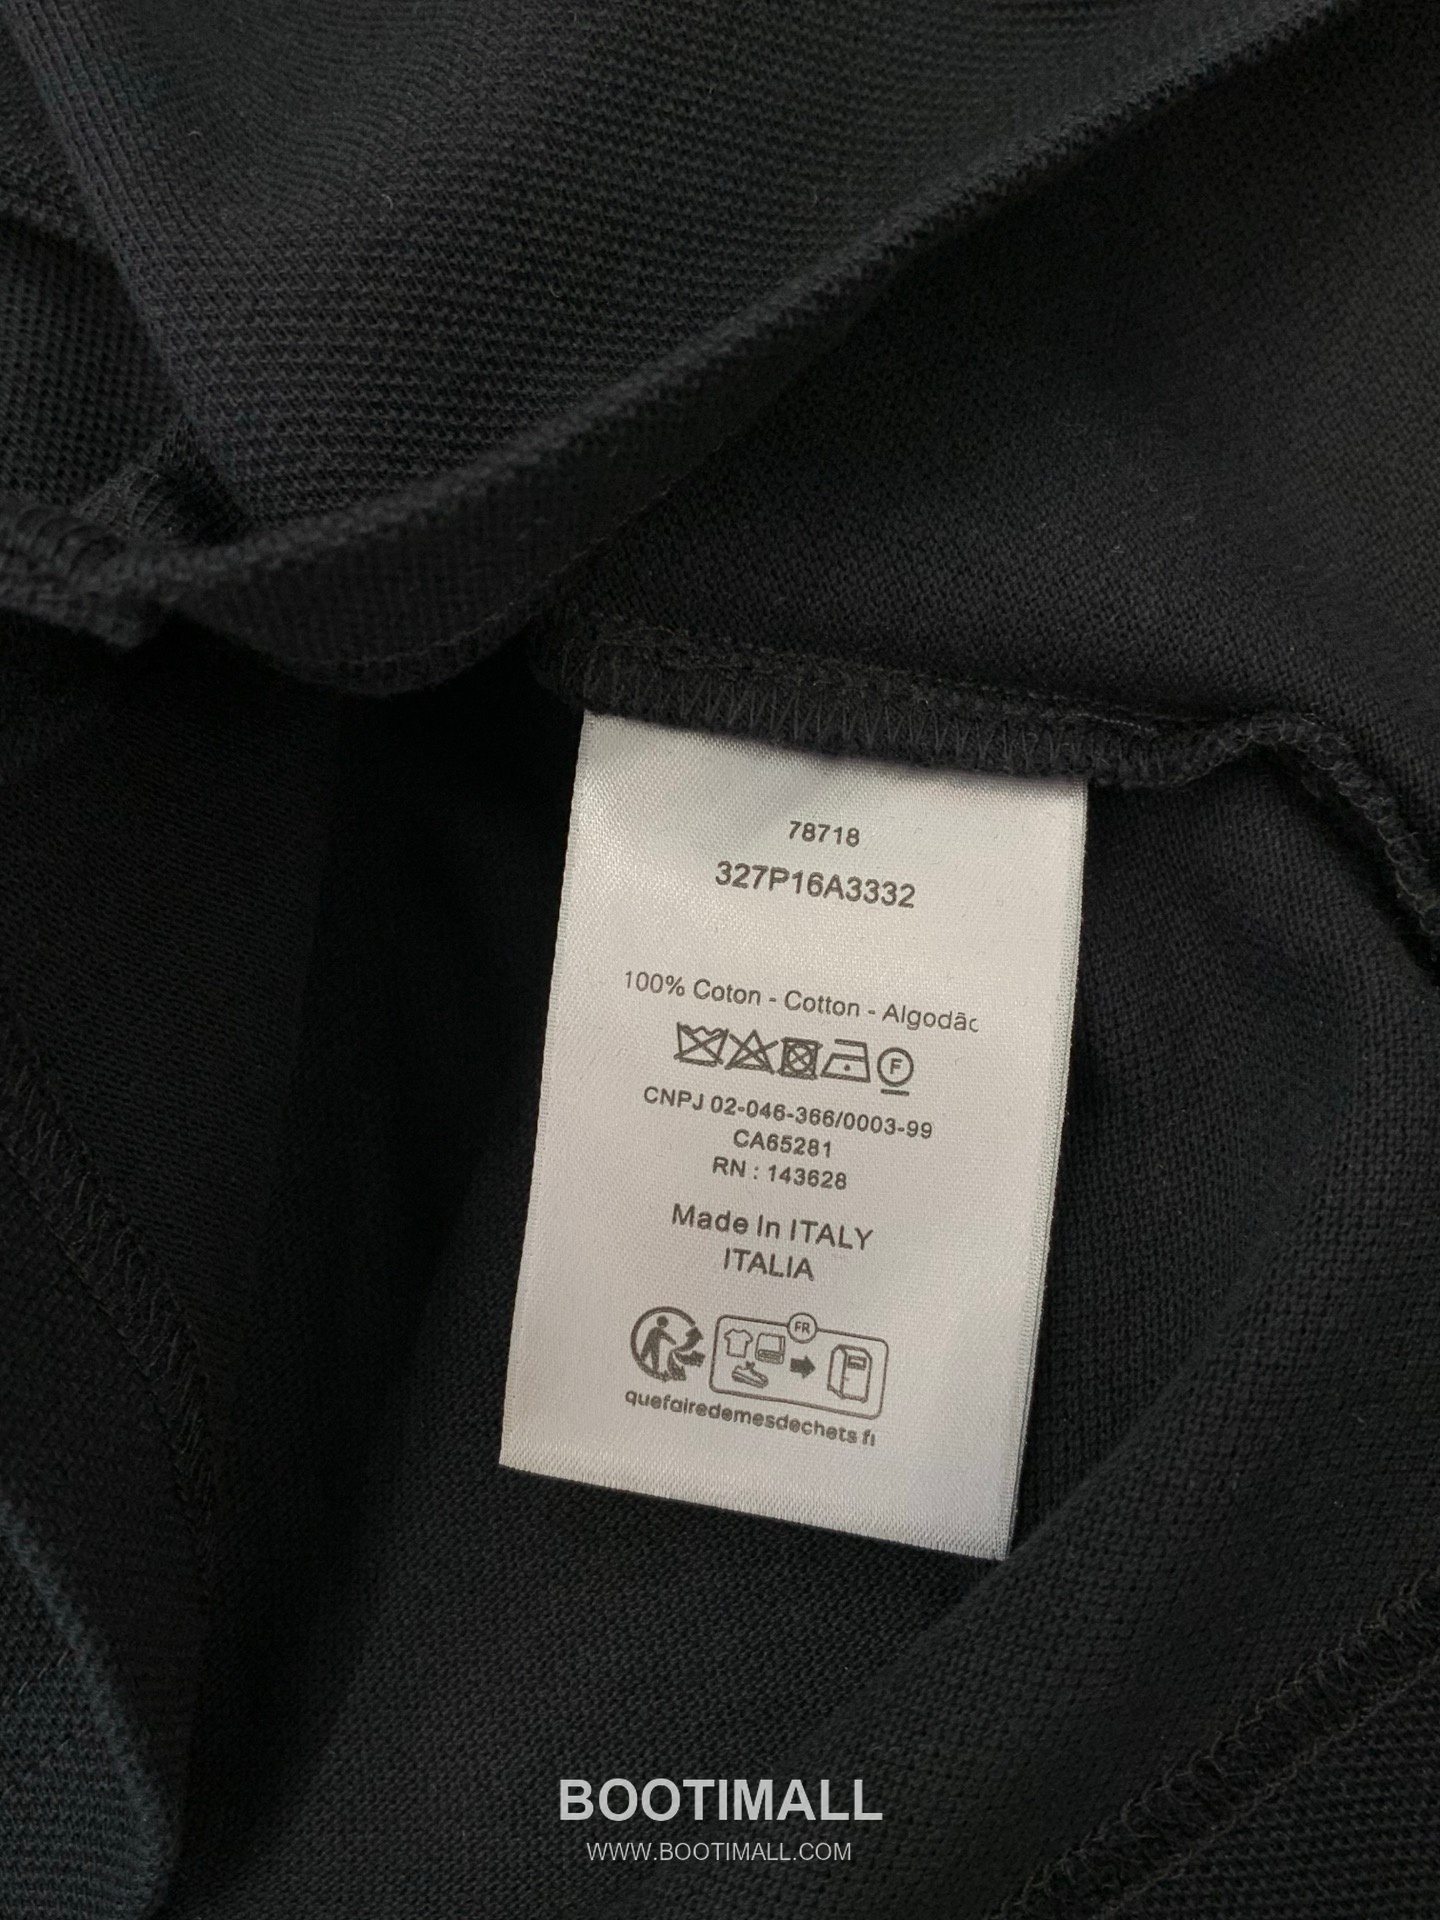 78718
327P16A3332
100% Coton - Cotton - Algodão
F
CNPJ 02-046-366/0003-99
CA65281
RN : 143628
Made In ITALY
ITALIA
FR
quefairedemesdechets fr
BOOTIMALL
WWW.BOOTIMALL.COM